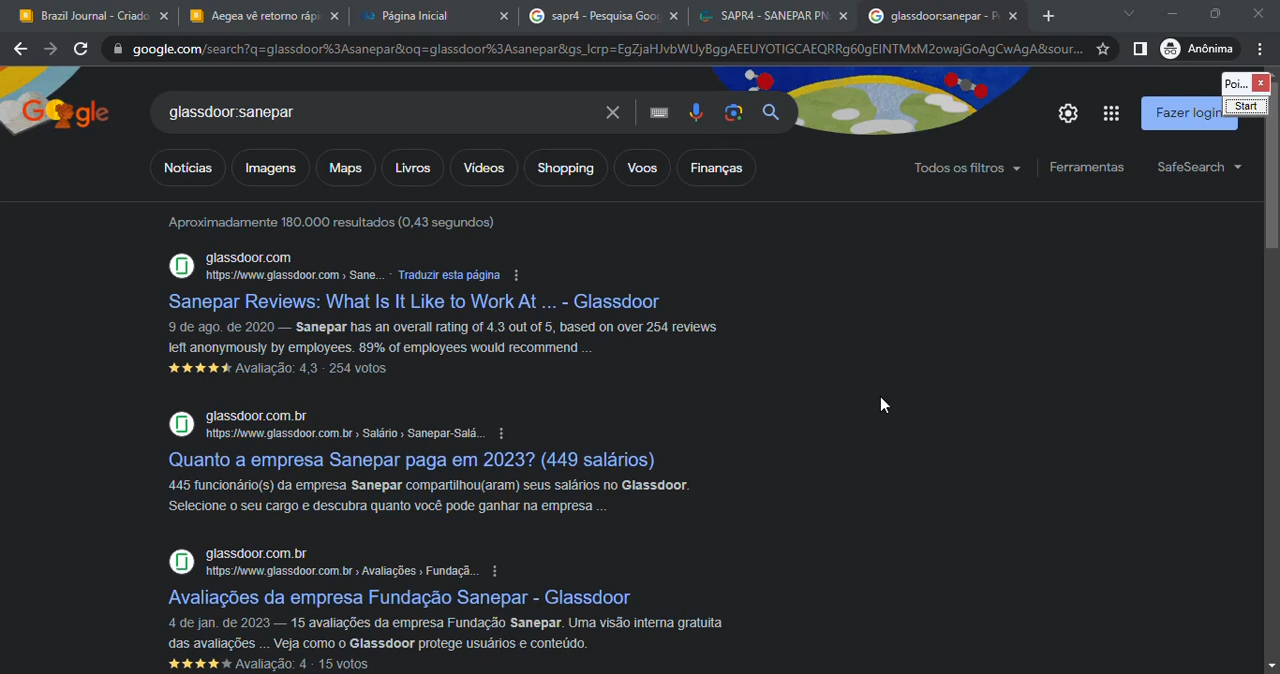 Brazil Journal - Criado
Aegea vê retorno rápi
Página Inicial
sapr4 - Pesquisa Goog
SAPR4 - SANEPAR PN
glassdoor:sanepar - P
google.com/search?q=glassdoor%3Asanepar&oq=glassdoor%3Asanepar&gs_lcrp=EgZjaHJvbWUyBggAEEUYOTIGCAEQRRg60gEINTMxM2owajGoAgCwAgA&sour...
Anônima
Poi...
Start
Google
glassdoor:sanepar
Fazer login
Notícias
Imagens
Maps
Livros
Vídeos
Shopping
Voos
Finanças
Todos os filtros
Ferramentas
SafeSearch
Aproximadamente 180.000 resultados (0,43 segundos)
glassdoor.com
https://www.glassdoor.com › Sane... · Traduzir esta página
Sanepar Reviews: What Is It Like to Work At ... - Glassdoor
9 de ago. de 2020 — Sanepar has an overall rating of 4.3 out of 5, based on over 254 reviews
left anonymously by employees. 89% of employees would recommend ...
Avaliação: 4,3 · 254 votos
glassdoor.com.br
https://www.glassdoor.com.br › Salário › Sanepar-Salá...
Quanto a empresa Sanepar paga em 2023? (449 salários)
445 funcionário(s) da empresa Sanepar compartilhou(aram) seus salários no Glassdoor.
Selecione o seu cargo e descubra quanto você pode ganhar na empresa ...
glassdoor.com.br
https://www.glassdoor.com.br › Avaliações › Fundaçã...
Avaliações da empresa Fundação Sanepar - Glassdoor
4 de jan. de 2023 — 15 avaliações da empresa Fundação Sanepar. Uma visão interna gratuita
das avaliações ... Veja como o Glassdoor protege usuários e conteúdo.
Avaliação: 4 · 15 votos